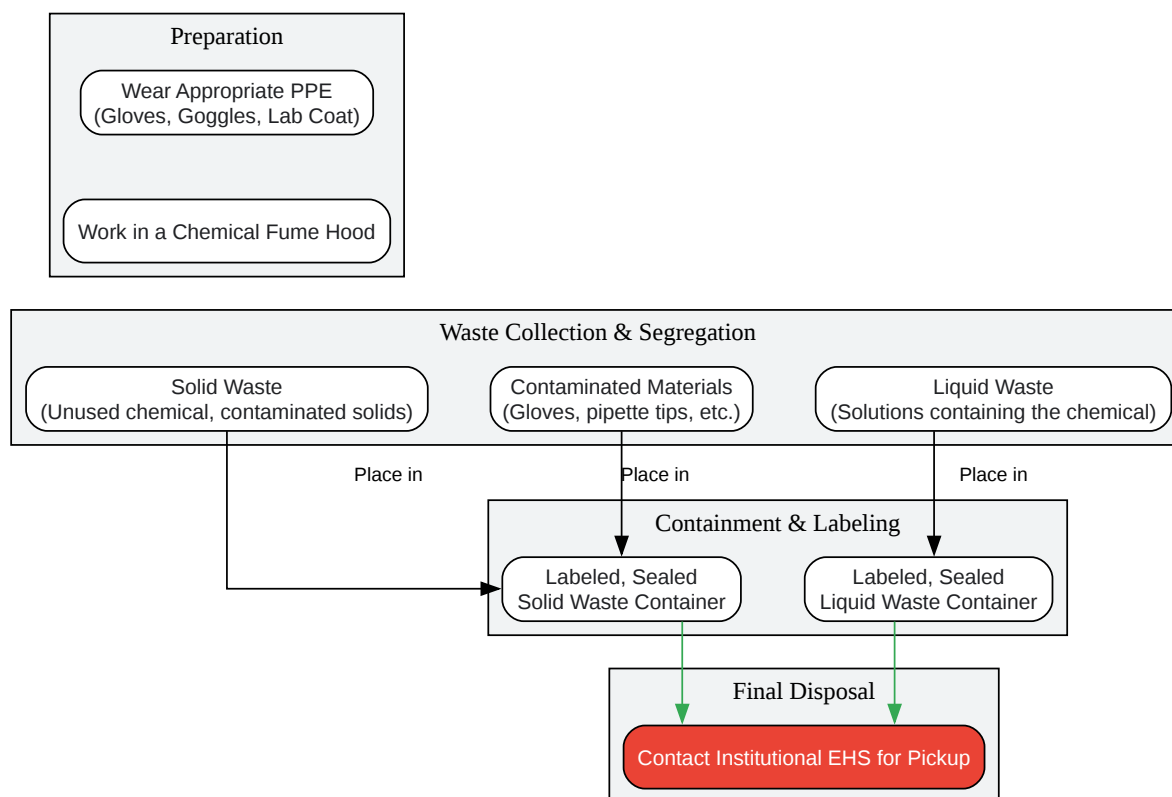 Preparation
Wear Appropriate PPE
(Gloves, Goggles, Lab Coat)
Work in a Chemical Fume Hood
Waste Collection & Segregation
Solid Waste
(Unused chemical, contaminated solids)
Contaminated Materials
(Gloves, pipette tips, etc.)
Liquid Waste
(Solutions containing the chemical)
Place in
Place in
Place in
Containment & Labeling
Labeled, Sealed
Solid Waste Container
Labeled, Sealed
Liquid Waste Container
Final Disposal
Contact Institutional EHS for Pickup